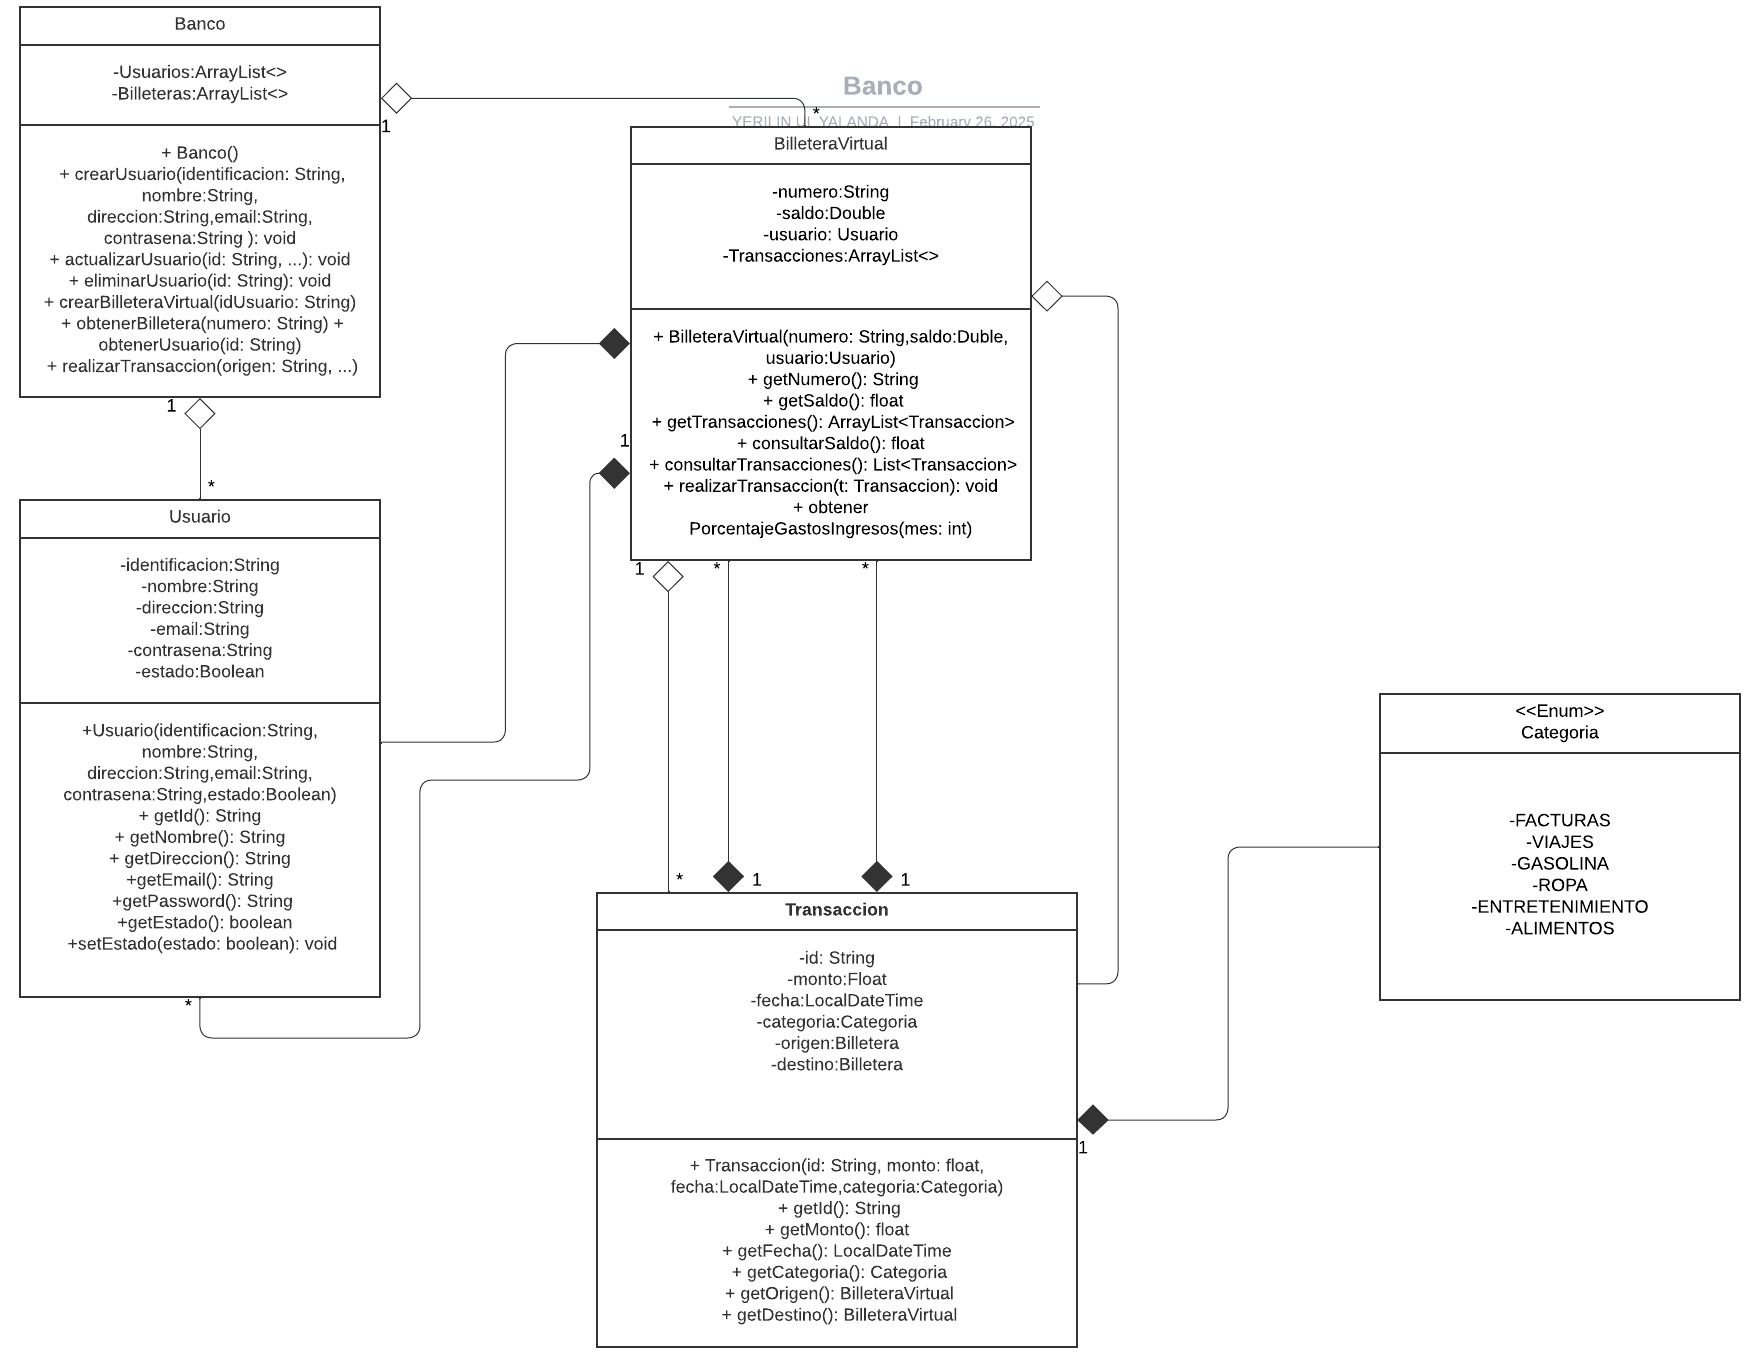 Banco
-Usuarios:ArrayList<>
-Billeteras:ArrayList<>
+ Banco()
+ crearUsuario(identificacion: String,
nombre:String,
direccion:String,email:String,
contrasena:String ): void
+ actualizarUsuario(id: String, ...): void
+ eliminarUsuario(id: String): void
+ crearBilleteraVirtual(idUsuario: String)
+ obtenerBilletera(numero: String) +
obtenerUsuario(id: String)
+ realizarTransaccion(origen: String, ...)
1
1
*
Banco
YERILIN UL YALANDA | February 26, 2025
*
BilleteraVirtual
-numero:String
-saldo:Double
-usuario: Usuario
-Transacciones:ArrayList<>
+ BilleteraVirtual(numero: String,saldo:Duble,
usuario:Usuario)
+ getNumero(): String
+ getSaldo(): float
+ getTransacciones(): ArrayList<Transaccion>
+ consultarSaldo(): float
+ consultarTransacciones(): List<Transaccion>
+ realizarTransaccion(t: Transaccion): void
+ obtener
PorcentajeGastosIngresos(mes: int)
1
1
*
*
Usuario
-identificacion:String
-nombre:String
-direccion:String
-email:String
-contrasena:String
-estado:Boolean
+Usuario(identificacion:String,
nombre:String,
direccion:String,email:String,
contrasena:String,estado:Boolean)
+ getId(): String
+ getNombre(): String
+ getDireccion(): String
+getEmail(): String
+getPassword(): String
+getEstado(): boolean
+setEstado(estado: boolean): void
*
*
1
1
Transaccion
-id: String
-monto:Float
-fecha:LocalDateTime
-categoria:Categoria
-origen:Billetera
-destino:Billetera
+ Transaccion(id: String, monto: float,
fecha:LocalDateTime,categoria:Categoria)
+ getId(): String
+ getMonto(): float
+ getFecha(): LocalDateTime
+ getCategoria(): Categoria
+ getOrigen(): BilleteraVirtual
+ getDestino(): BilleteraVirtual
1
<<Enum>>
Categoria
-FACTURAS
-VIAJES
-GASOLINA
-ROPA
-ENTRETENIMIENTO
-ALIMENTOS